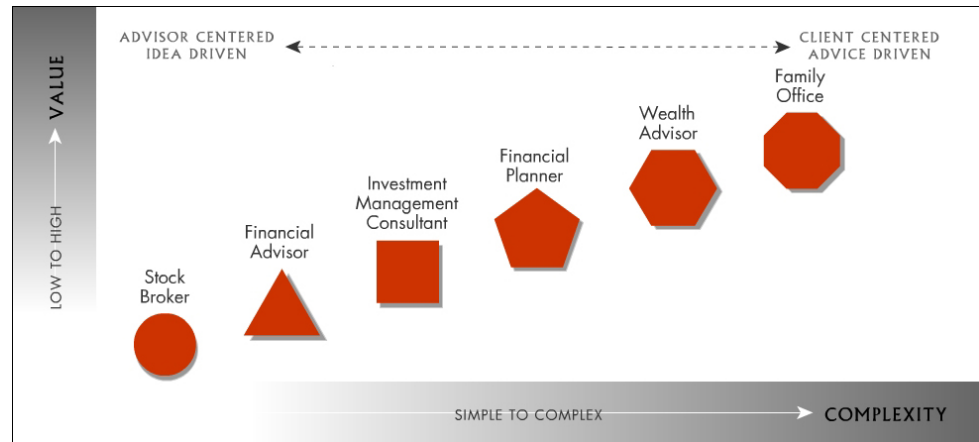 ADVISOR CENTERED
IDEA DRIVEN
CLIENT CENTERED
ADVICE DRIVEN
VALUE
LOW TO HIGH
Family
Office
Wealth
Advisor
Financial
Planner
Investment
Management
Consultant
Financial
Advisor
Stock
Broker
SIMPLE TO COMPLEX
COMPLEXITY